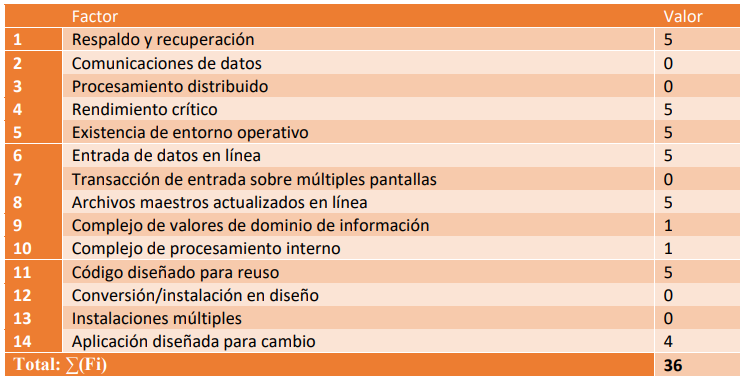 Factor Valor
1 Respaldo y recuperación 5
2 Comunicaciones de datos 0
3 Procesamiento distribuido 0
4 Rendimiento crítico 5
5 Existencia de entorno operativo 5
6 Entrada de datos en línea 5
7 Transacción de entrada sobre múltiples pantallas 0
8 Archivos maestros actualizados en línea 5
9 Complejo de valores de dominio de información 1
10 Complejo de procesamiento interno 1
11 Código diseñado para reuso 5
12 Conversión/instalación en diseño 0
13 Instalaciones múltiples 0
14 Aplicación diseñada para cambio 4
Total: ∑(Fi) 36